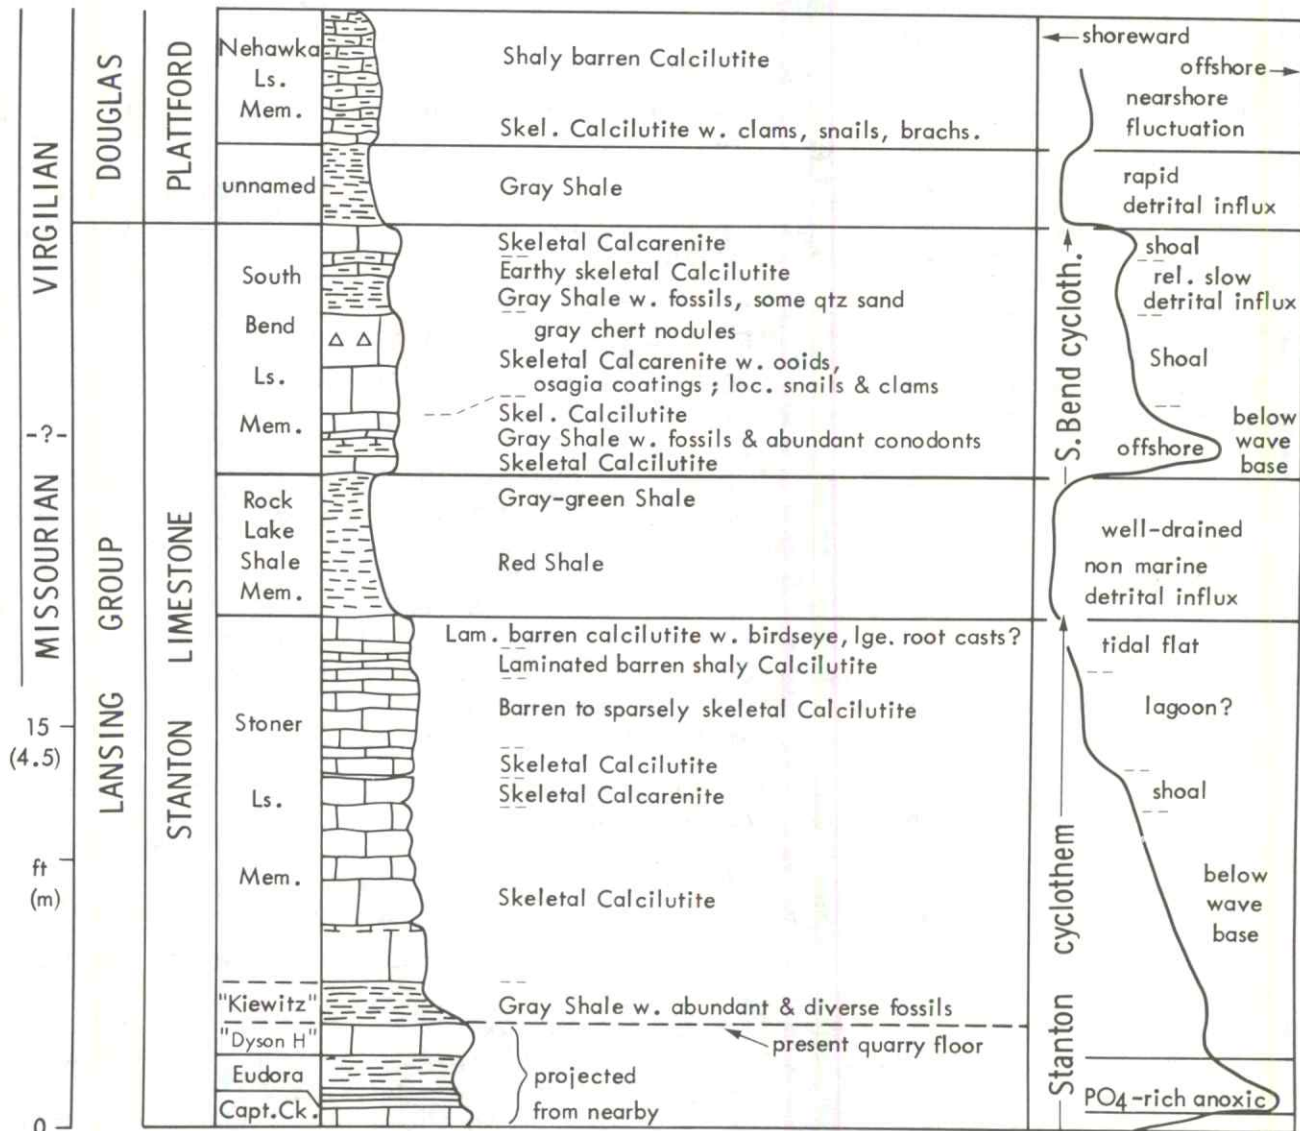 VIRGILIAN
-?-
MISSOURIAN
15
(4.5)
ft
(m)
0
DOUGLAS
LANSING GROUP
PLATTFORD
STANTON LIMESTONE
Nehawka
Ls.
Mem.
unnamed
South
Bend
Ls.
Mem.
Rock
Lake
Shale
Mem.
Stoner
Ls.
Mem.
"Kiewitz"
"Dyson H"
Eudora
Capt.Ck.
Shaly barren Calcilutite
Skel. Calcilutite w. clams, snails, brachs.
Gray Shale
Skeletal Calcarenite
Earthy skeletal Calcilutite
Gray Shale w. fossils, some qtz sand
gray chert nodules
Skeletal Calcarenite w. ooids,
osagia coatings ; loc. snails & clams
Skel. Calcilutite
Gray Shale w. fossils & abundant conodonts
Skeletal Calcilutite
Gray-green Shale
Red Shale
Lam. barren calcilutite w. birdseye, lge. root casts?
Laminated barren shaly Calcilutite
Barren to sparsely skeletal Calcilutite
Skeletal Calcilutite
Skeletal Calcarenite
Skeletal Calcilutite
Gray Shale w. abundant & diverse fossils
present quarry floor
projected
from nearby
shoreward
offshore
nearshore
fluctuation
rapid
detrital influx
S. Bend cycloth.
shoal
rel. slow
detrital influx
Shoal
offshore
below
wave
base
well-drained
non marine
detrital influx
Stanton cyclothem
tidal flat
lagoon?
shoal
below
wave
base
PO4-rich anoxic